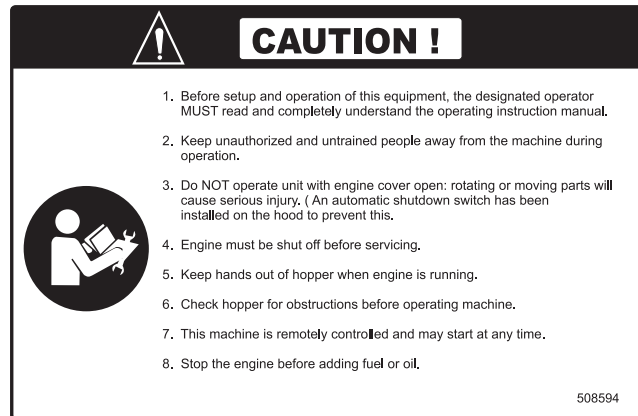 CAUTION !
1. Before setup and operation of this equipment, the designated operator
MUST read and completely understand the operating instruction manual.
2. Keep unauthorized and untrained people away from the machine during
operation.
3. Do NOT operate unit with engine cover open: rotating or moving parts will
cause serious injury. ( An automatic shutdown switch has been
installed on the hood to prevent this.
4. Engine must be shut off before servicing.
5. Keep hands out of hopper when engine is running.
6. Check hopper for obstructions before operating machine.
7. This machine is remotely controlled and may start at any time.
8. Stop the engine before adding fuel or oil.
508594